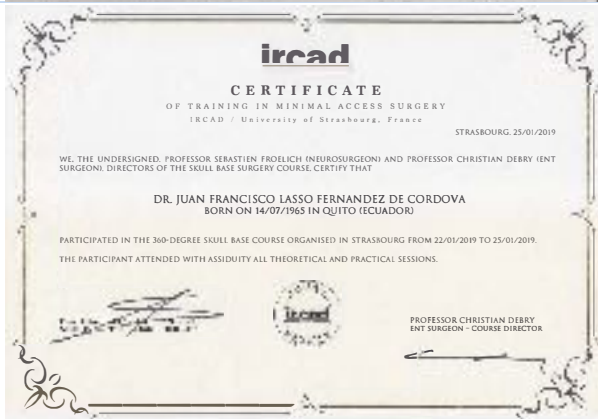 ircad
CERTIFICATE
OF TRAINING IN MINIMAL ACCESS SURGERY
IRCAD / University of Strasbourg, France
STRASBOURG, 25/01/2019
WE, THE UNDERSIGNED, PROFESSOR SEBASTIEN FROELICH (NEUROSURGEON) AND PROFESSOR CHRISTIAN DEBRY (ENT
SURGEON), DIRECTORS OF THE SKULL BASE SURGERY COURSE, CERTIFY THAT
DR. JUAN FRANCISCO LASSO FERNANDEZ DE CORDOVA
BORN ON 14/07/1965 IN QUITO (ECUADOR)
PARTICIPATED IN THE 360-DEGREE SKULL BASE COURSE ORGANISED IN STRASBOURG FROM 22/01/2019 TO 25/01/2019.
THE PARTICIPANT ATTENDED WITH ASSIDUITY ALL THEORETICAL AND PRACTICAL SESSIONS.
ircad
PROFESSOR CHRISTIAN DEBRY
ENT SURGEON - COURSE DIRECTOR